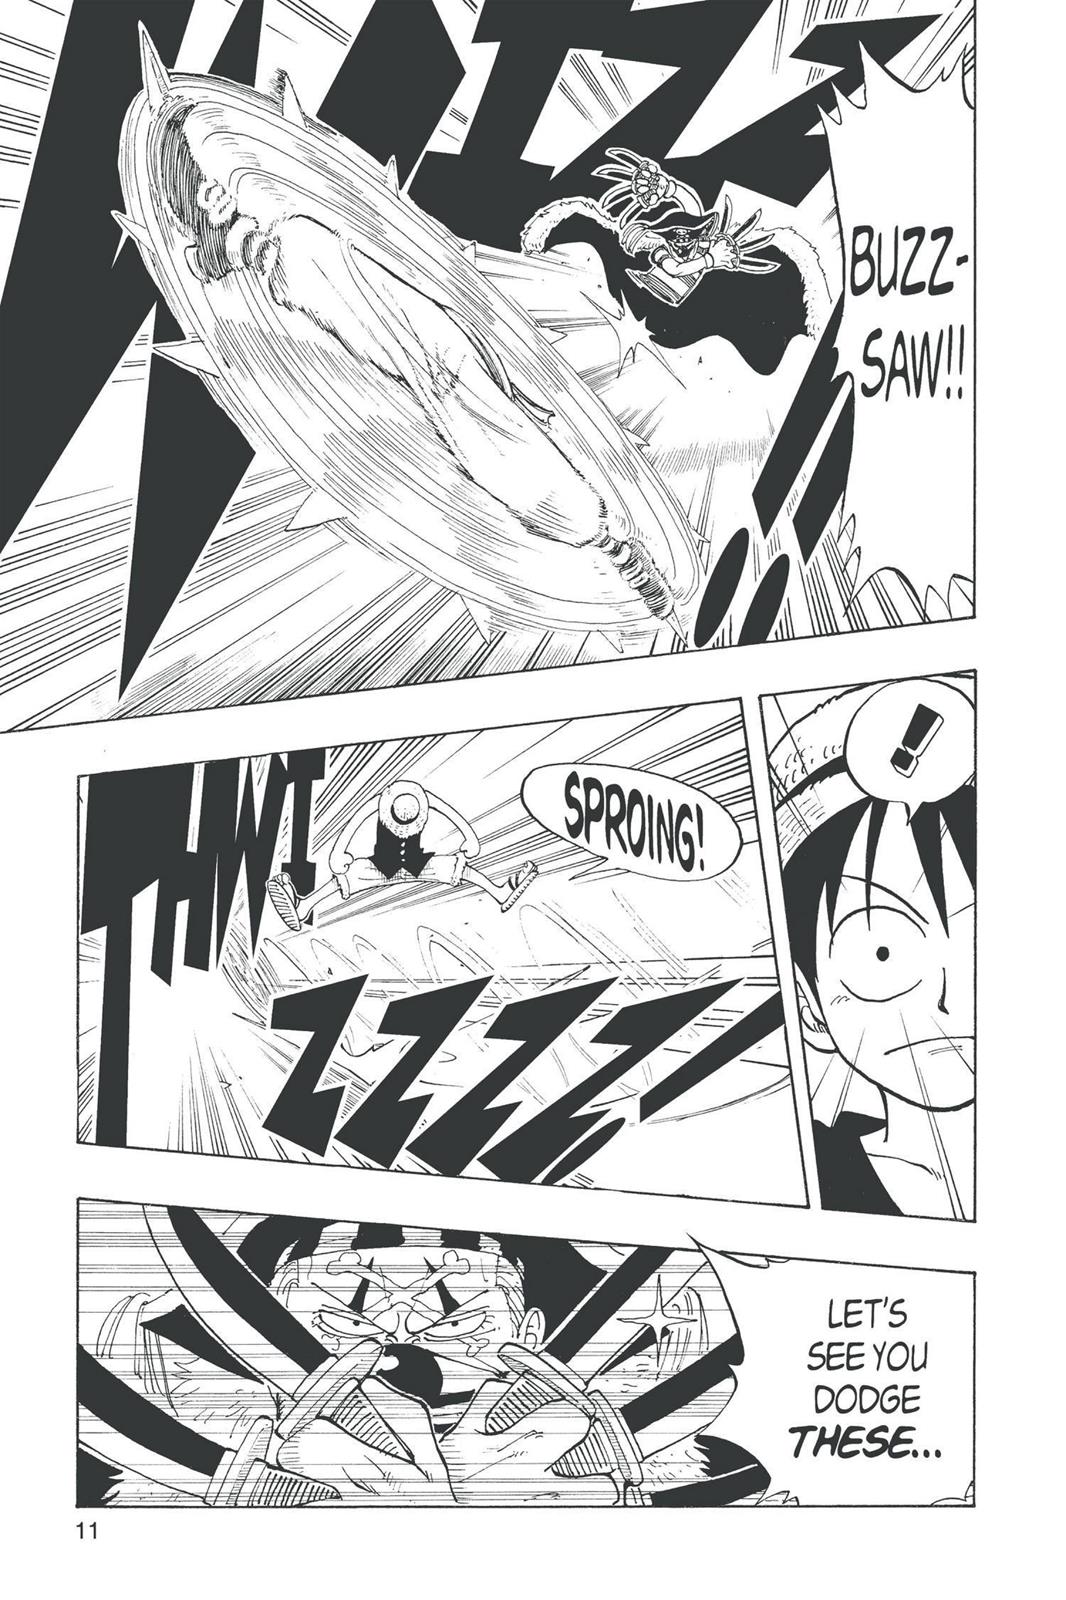 BUZZ-
SAW!!
!
SPROING!
THWI
ZZZZ!
LET'S
SEE YOU
DODGE
THESE...
11